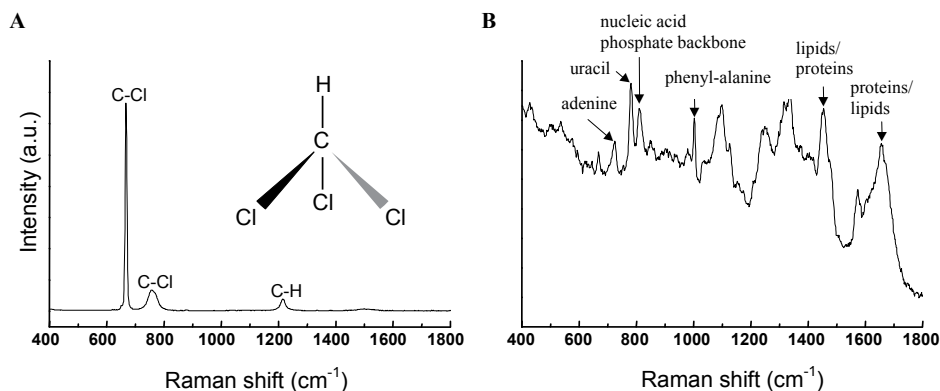 A
C-Cl
C-Cl
C-H
H
C
Cl
Cl
Cl
Intensity (a.u.)
400 600 800 1000 1200 1400 1600 1800
Raman shift (cm⁻¹)
B
nucleic acid
phosphate backbone
uracil
adenine
phenyl-alanine
lipids/
proteins
proteins/
lipids
400 600 800 1000 1200 1400 1600 1800
Raman shift (cm⁻¹)